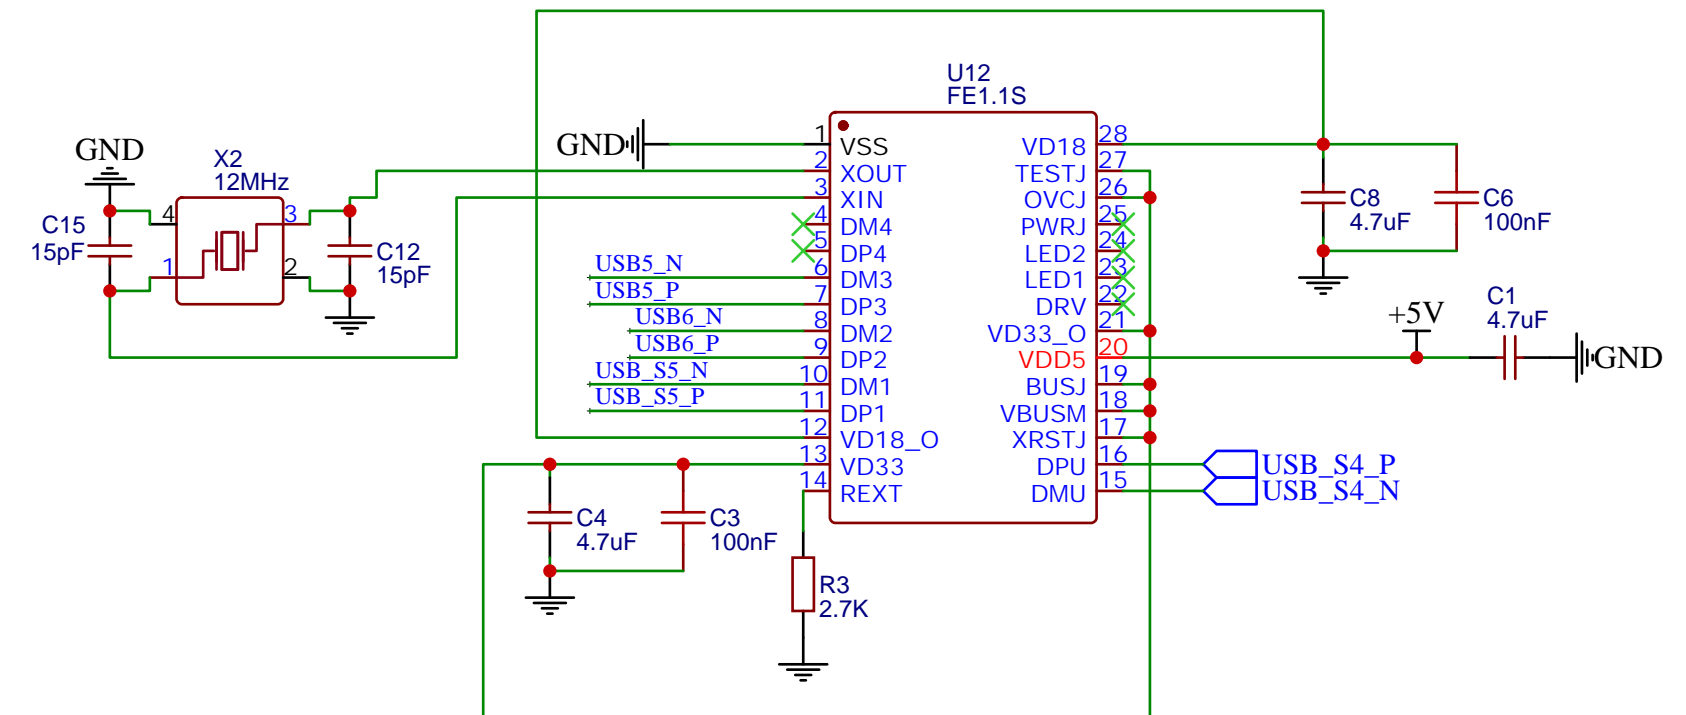 U12
FE1.1S
GND
X2
12MHz
C15
15pF
4
1
3
2
C12
15pF
GND
1
VSS
2
XOUT
3
XIN
4
DM4
5
DP4
USB5_N
6
DM3
USB5_P
7
DP3
USB6_N
8
DM2
USB6_P
9
DP2
USB_S5_N
10
DM1
USB_S5_P
11
DP1
12
VD18_O
13
VD33
14
REXT
28
VD18
27
TESTJ
26
OVCJ
25
PWRJ
24
LED2
23
LED1
22
DRV
21
VD33_O
20
VDD5
19
BUSJ
18
VBUSM
17
XRSTJ
16
DPU
USB_S4_P
15
DMU
USB_S4_N
C8
4.7uF
C6
100nF
+5V
C1
4.7uF
GND
C4
4.7uF
C3
100nF
R3
2.7K